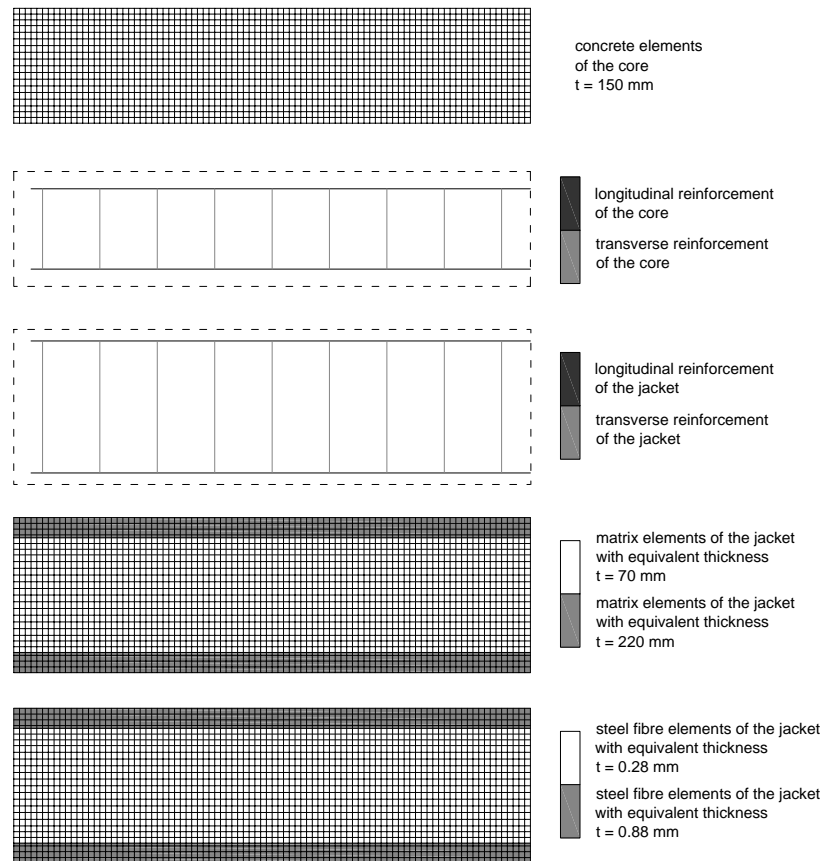 concrete elements
of the core
t = 150 mm
longitudinal reinforcement
of the core
transverse reinforcement
of the core
longitudinal reinforcement
of the jacket
transverse reinforcement
of the jacket
matrix elements of the jacket
with equivalent thickness
t = 70 mm
matrix elements of the jacket
with equivalent thickness
t = 220 mm
steel fibre elements of the jacket
with equivalent thickness
t = 0.28 mm
steel fibre elements of the jacket
with equivalent thickness
t = 0.88 mm